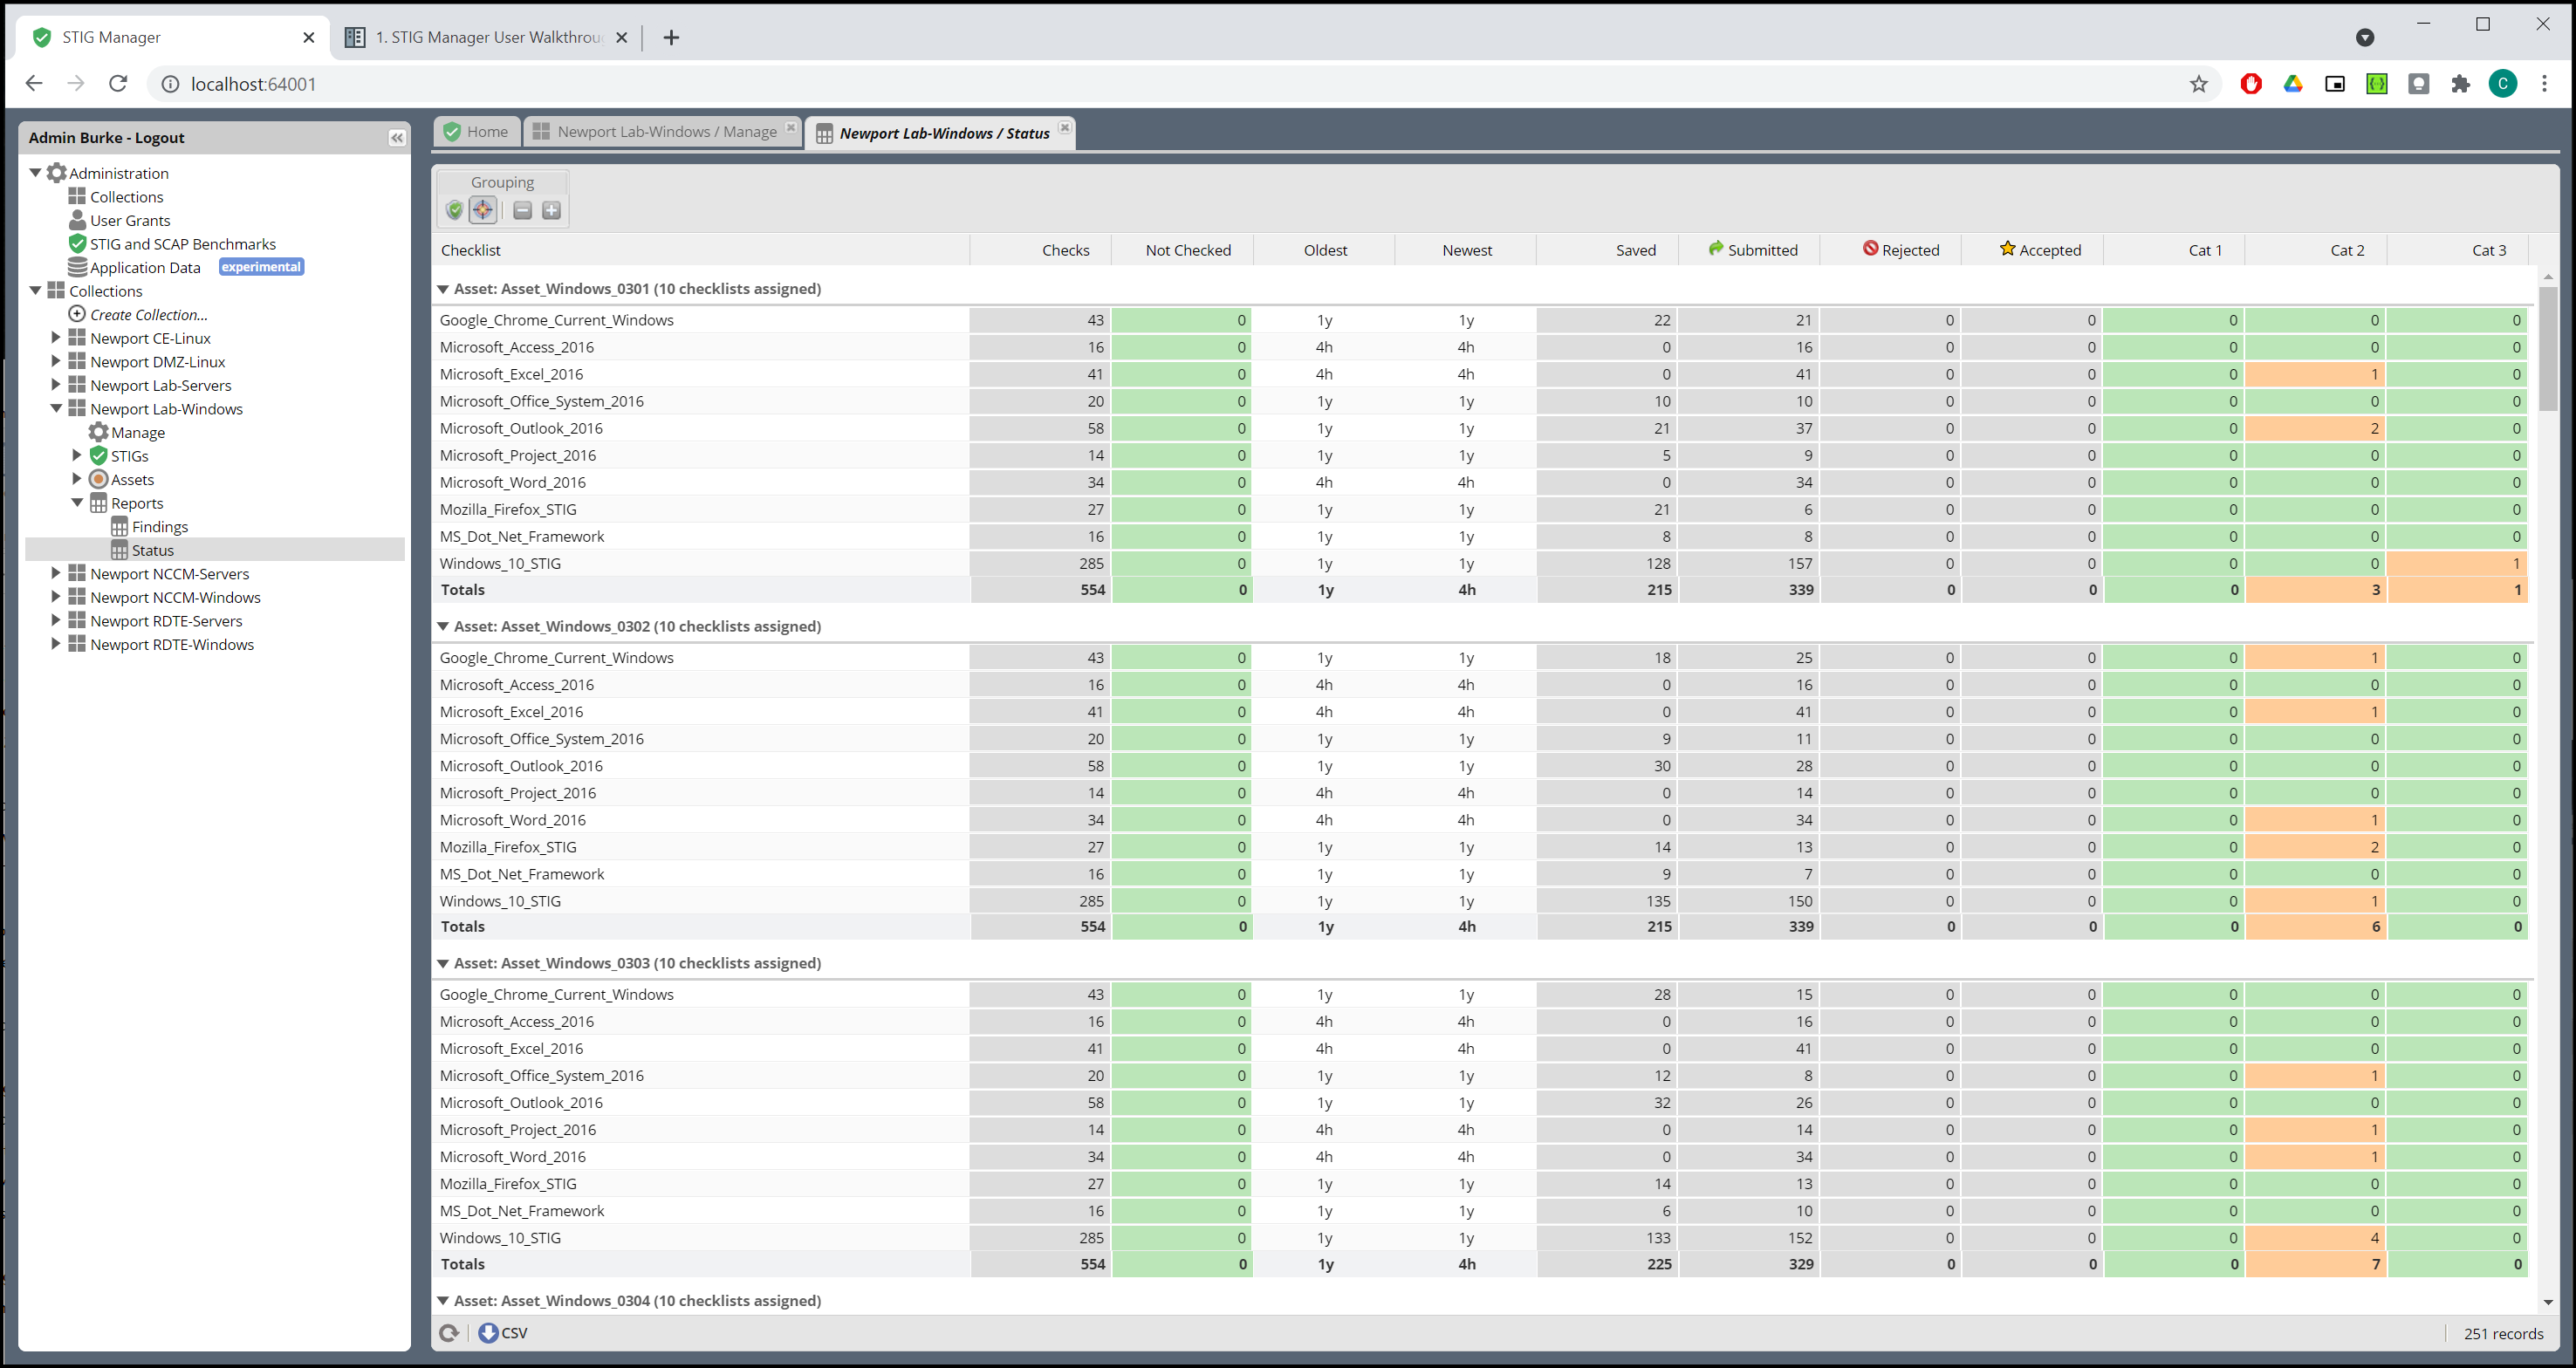 STIG Manager
1. STIG Manager User Walkthrou
localhost:64001
C
Admin Burke - Logout
Administration
Collections
User Grants
STIG and SCAP Benchmarks
Application Data experimental
Collections
Create Collection...
Newport CE-Linux
Newport DMZ-Linux
Newport Lab-Servers
Newport Lab-Windows
Manage
STIGs
Assets
Reports
Findings
Status
Newport NCCM-Servers
Newport NCCM-Windows
Newport RDTE-Servers
Newport RDTE-Windows
Home
Newport Lab-Windows / Manage
Newport Lab-Windows / Status
Grouping
Checklist Checks Not Checked Oldest Newest Saved Submitted Rejected Accepted Cat 1 Cat 2 Cat 3
Asset: Asset_Windows_0301 (10 checklists assigned)
Google_Chrome_Current_Windows 43 0 1y 1y 22 21 0 0 0 0 0
Microsoft_Access_2016 16 0 4h 4h 0 16 0 0 0 0 0
Microsoft_Excel_2016 41 0 4h 4h 0 41 0 0 0 1 0
Microsoft_Office_System_2016 20 0 1y 1y 10 10 0 0 0 0 0
Microsoft_Outlook_2016 58 0 1y 1y 21 37 0 0 0 2 0
Microsoft_Project_2016 14 0 1y 1y 5 9 0 0 0 0 0
Microsoft_Word_2016 34 0 4h 4h 0 34 0 0 0 0 0
Mozilla_Firefox_STIG 27 0 1y 1y 21 6 0 0 0 0 0
MS_Dot_Net_Framework 16 0 1y 1y 8 8 0 0 0 0 0
Windows_10_STIG 285 0 1y 1y 128 157 0 0 0 0 1
Totals 554 0 1y 4h 215 339 0 0 0 3 1
Asset: Asset_Windows_0302 (10 checklists assigned)
Google_Chrome_Current_Windows 43 0 1y 1y 18 25 0 0 0 1 0
Microsoft_Access_2016 16 0 4h 4h 0 16 0 0 0 0 0
Microsoft_Excel_2016 41 0 4h 4h 0 41 0 0 0 1 0
Microsoft_Office_System_2016 20 0 1y 1y 9 11 0 0 0 0 0
Microsoft_Outlook_2016 58 0 1y 1y 30 28 0 0 0 0 0
Microsoft_Project_2016 14 0 4h 4h 0 14 0 0 0 0 0
Microsoft_Word_2016 34 0 4h 4h 0 34 0 0 0 1 0
Mozilla_Firefox_STIG 27 0 1y 1y 14 13 0 0 0 2 0
MS_Dot_Net_Framework 16 0 1y 1y 9 7 0 0 0 0 0
Windows_10_STIG 285 0 1y 1y 135 150 0 0 0 1 0
Totals 554 0 1y 4h 215 339 0 0 0 6 0
Asset: Asset_Windows_0303 (10 checklists assigned)
Google_Chrome_Current_Windows 43 0 1y 1y 28 15 0 0 0 0 0
Microsoft_Access_2016 16 0 4h 4h 0 16 0 0 0 0 0
Microsoft_Excel_2016 41 0 4h 4h 0 41 0 0 0 0 0
Microsoft_Office_System_2016 20 0 1y 1y 12 8 0 0 0 1 0
Microsoft_Outlook_2016 58 0 1y 1y 32 26 0 0 0 0 0
Microsoft_Project_2016 14 0 4h 4h 0 14 0 0 0 1 0
Microsoft_Word_2016 34 0 4h 4h 0 34 0 0 0 1 0
Mozilla_Firefox_STIG 27 0 1y 1y 14 13 0 0 0 0 0
MS_Dot_Net_Framework 16 0 1y 1y 6 10 0 0 0 0 0
Windows_10_STIG 285 0 1y 1y 133 152 0 0 0 4 0
Totals 554 0 1y 4h 225 329 0 0 0 7 0
Asset: Asset_Windows_0304 (10 checklists assigned)
CSV
251 records